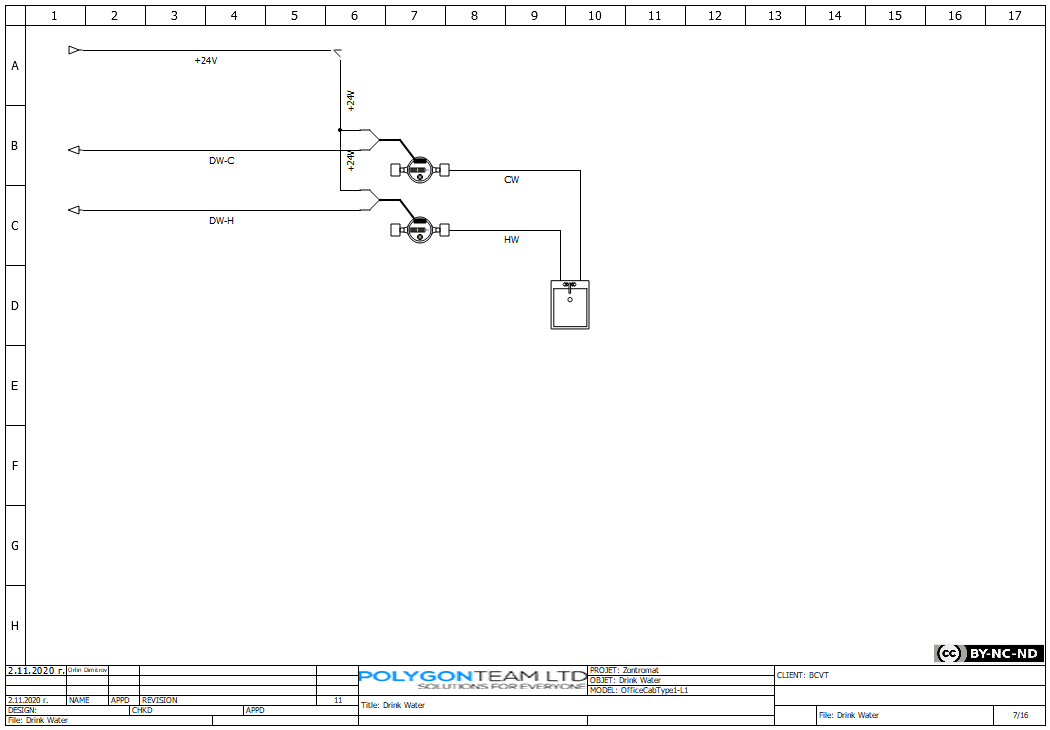 1 2 3 4 5 6 7 8 9 10 11 12 13 14 15 16 17
A
+24V
+24V
B
DW-C
+24V
CW
C
DW-H
HW
D
E
F
G
H
cc BY-NC-ND
2.11.2020 г. Orlin Dimitrov
POLYGONTEAM LTD
SOLUTIONS FOR EVERYONE
PROJET: Zontromat
OBJET: Drink Water
MODEL: OfficeCabType1-L1
CLIENT: BCVT
2.11.2020 г. NAME APPD REVISION 11
DESIGN: CHKD APPD
File: Drink Water
Title: Drink Water
File: Drink Water
7/16